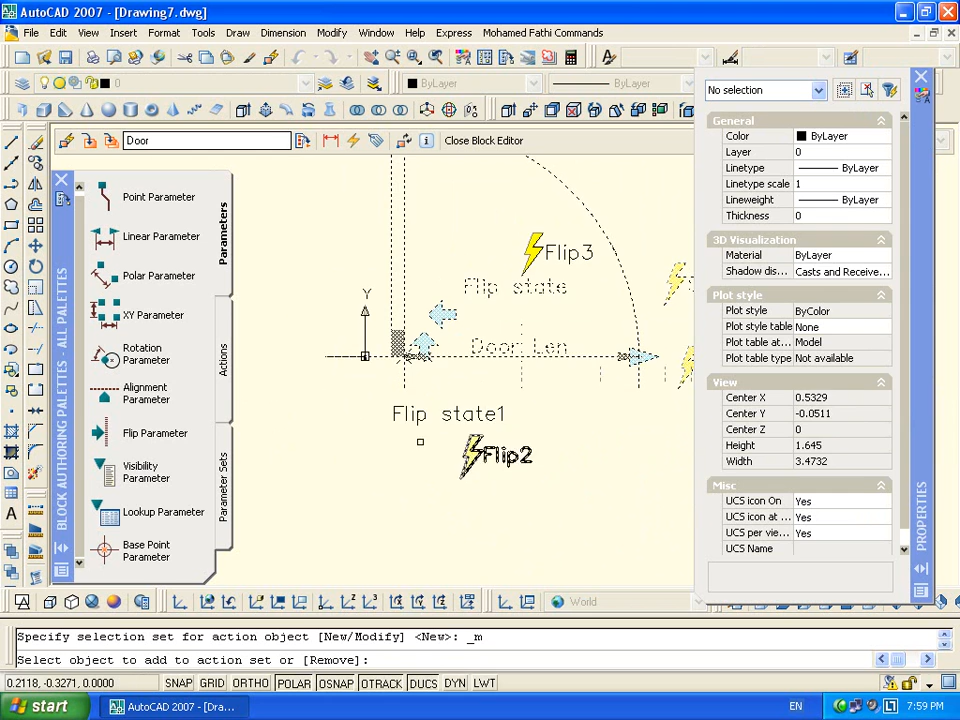 AutoCAD 2007 - [Drawing7.dwg]
File Edit View Insert Format Tools Draw Dimension Modify Window Help Express Mohamed Fathi Commands
0
ByLayer
ByLayer
Door
Close Block Editor
No selection
General
Color ByLayer
Layer 0
Linetype ByLayer
Linetype scale 1
Lineweight ByLayer
Thickness 0
3D Visualization
Material ByLayer
Shadow dis... Casts and Receive...
Plot style
Plot style ByColor
Plot style table None
Plot table at... Model
Plot table type Not available
View
Center X 0.5329
Center Y -0.0511
Center Z 0
Height 1.645
Width 3.4732
Misc
UCS icon On Yes
UCS icon at ... Yes
UCS per vie... Yes
UCS Name
PROPERTIES
BLOCK AUTHORING PALETTES - ALL PALETTES
Point Parameter
Linear Parameter
Polar Parameter
XY Parameter
Rotation
Parameter
Alignment
Parameter
Flip Parameter
Visibility
Parameter
Lookup Parameter
Base Point
Parameter
Parameters
Actions
Parameter Sets
Flip3
Flip state
Y
Door Len
Flip state1
Flip2
World
Specify selection set for action object [New/Modify] <New>: _m
Select object to add to action set or [Remove]:
0.2118, -0.3271, 0.0000 SNAP GRID ORTHO POLAR OSNAP OTRACK DUCS DYN LWT
start AutoCAD 2007 - [Dra... EN 7:59 PM